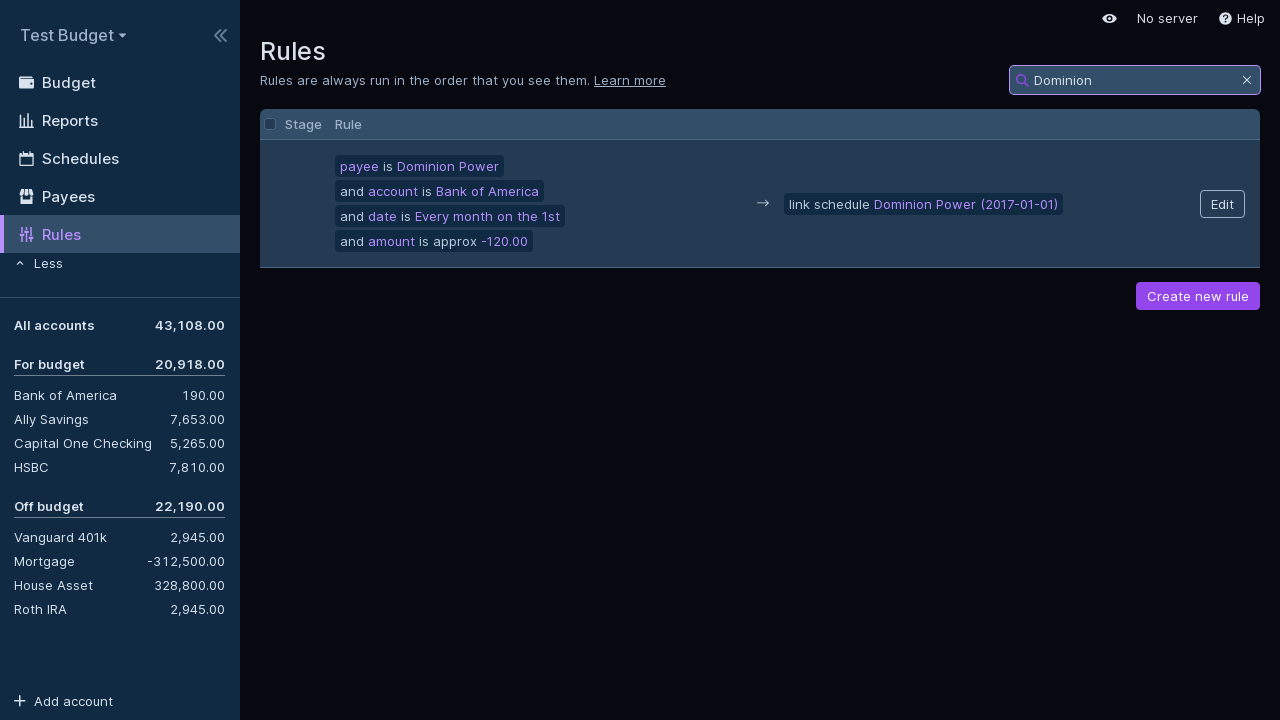 Test Budget
Budget
Reports
Schedules
Payees
Rules
Less
All accounts 43,108.00
For budget 20,918.00
Bank of America 190.00
Ally Savings 7,653.00
Capital One Checking 5,265.00
HSBC 7,810.00
Off budget 22,190.00
Vanguard 401k 2,945.00
Mortgage -312,500.00
House Asset 328,800.00
Roth IRA 2,945.00
Add account
No server Help
Rules
Rules are always run in the order that you see them. Learn more
Dominion
Stage Rule
payee is Dominion Power
and account is Bank of America
and date is Every month on the 1st
and amount is approx -120.00
→ link schedule Dominion Power (2017-01-01)
Edit
Create new rule